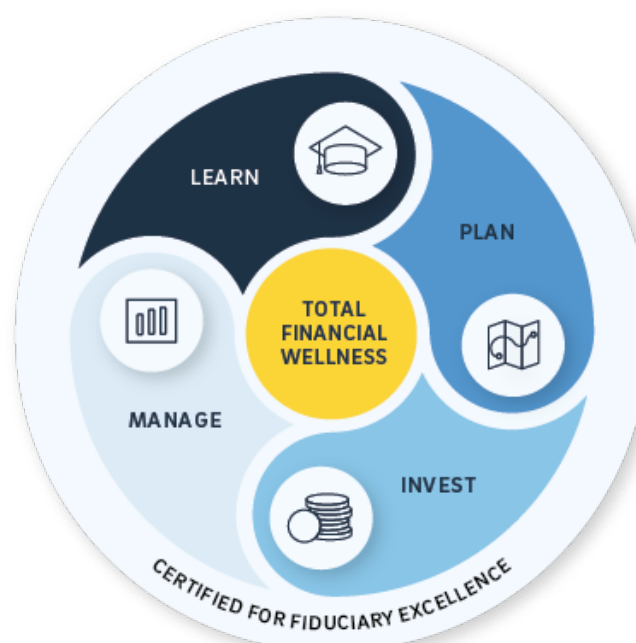 LEARN
PLAN
TOTAL
FINANCIAL
WELLNESS
MANAGE
INVEST
CERTIFIED FOR FIDUCIARY EXCELLENCE